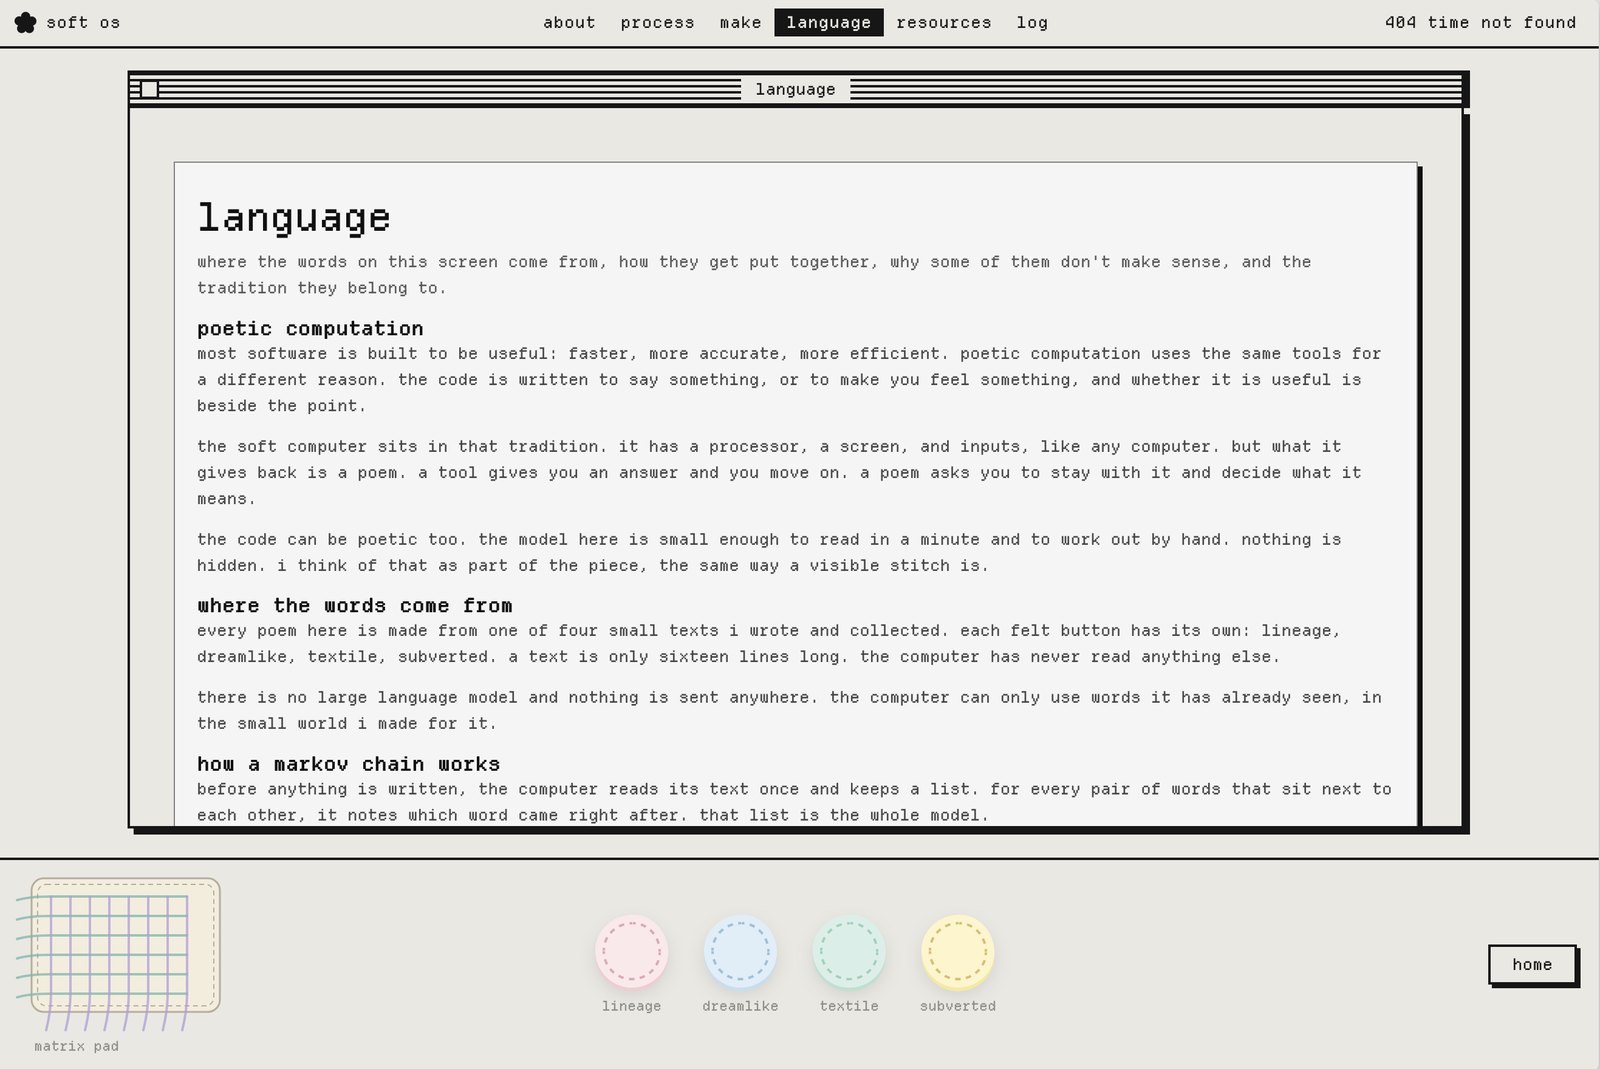 soft os
about process make language resources log
404 time not found
language
language
where the words on this screen come from, how they get put together, why some of them don't make sense, and the
tradition they belong to.
poetic computation
most software is built to be useful: faster, more accurate, more efficient. poetic computation uses the same tools for
a different reason. the code is written to say something, or to make you feel something, and whether it is useful is
beside the point.
the soft computer sits in that tradition. it has a processor, a screen, and inputs, like any computer. but what it
gives back is a poem. a tool gives you an answer and you move on. a poem asks you to stay with it and decide what it
means.
the code can be poetic too. the model here is small enough to read in a minute and to work out by hand. nothing is
hidden. i think of that as part of the piece, the same way a visible stitch is.
where the words come from
every poem here is made from one of four small texts i wrote and collected. each felt button has its own: lineage,
dreamlike, textile, subverted. a text is only sixteen lines long. the computer has never read anything else.
there is no large language model and nothing is sent anywhere. the computer can only use words it has already seen, in
the small world i made for it.
how a markov chain works
before anything is written, the computer reads its text once and keeps a list. for every pair of words that sit next to
each other, it notes which word came right after. that list is the whole model.
lineage
dreamlike
textile
subverted
home
matrix pad